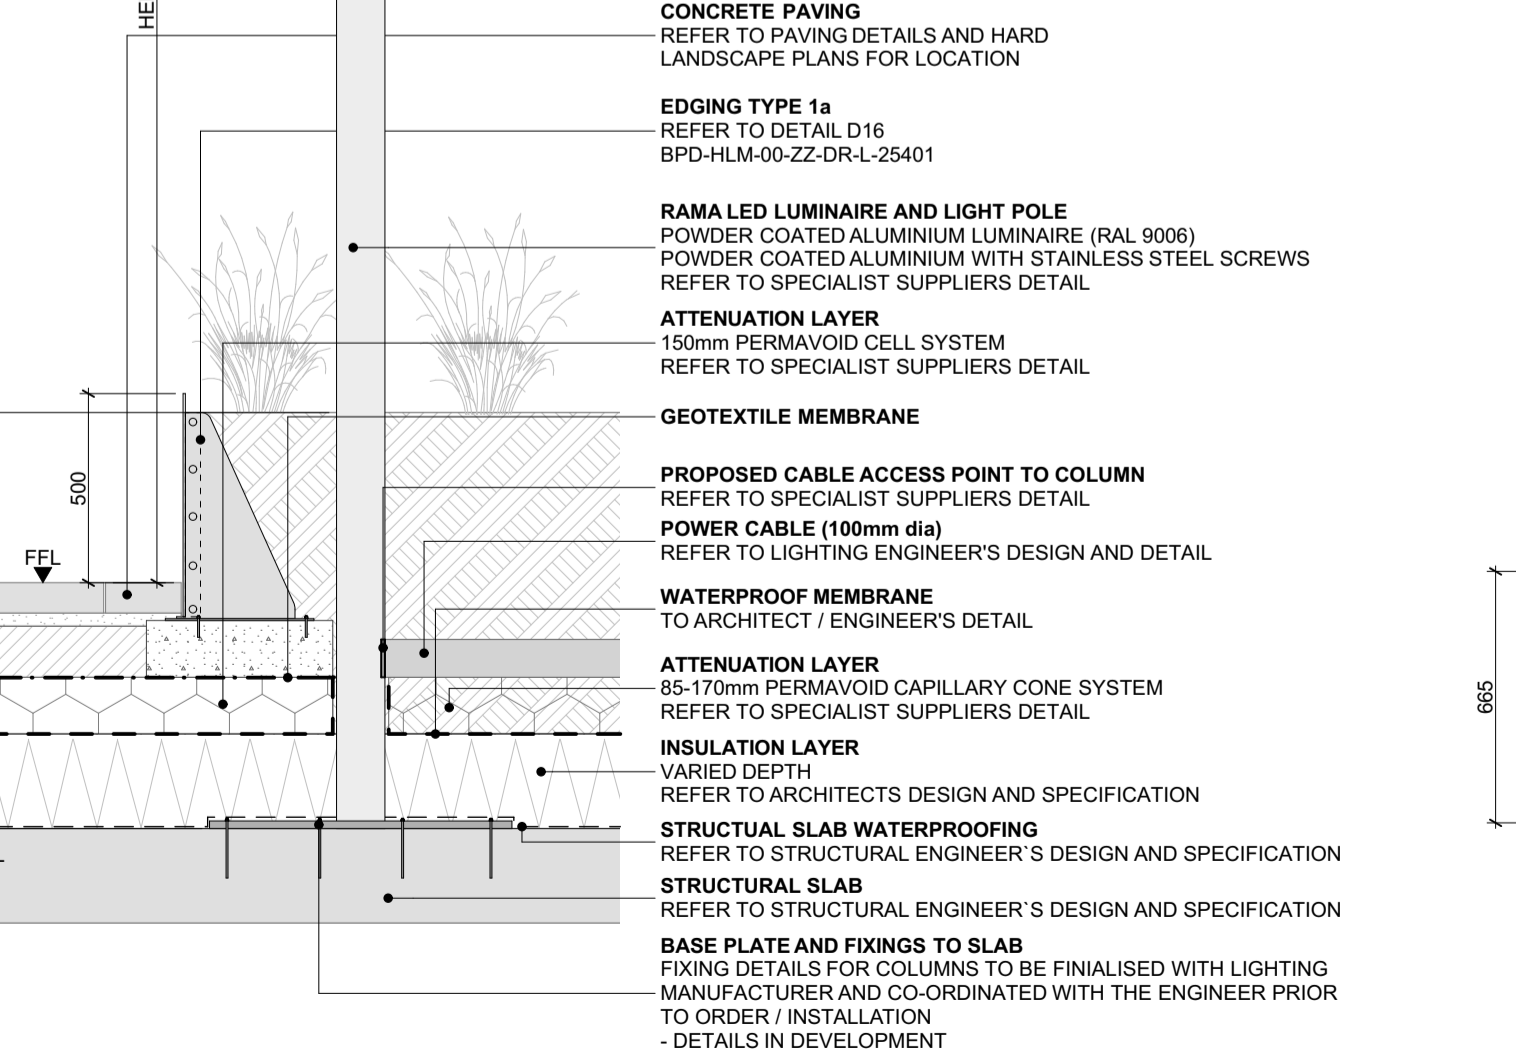 HE
CONCRETE PAVING
REFER TO PAVING DETAILS AND HARD
LANDSCAPE PLANS FOR LOCATION
EDGING TYPE 1a
REFER TO DETAIL D16
BPD-HLM-00-ZZ-DR-L-25401
RAMA LED LUMINAIRE AND LIGHT POLE
POWDER COATED ALUMINIUM LUMINAIRE (RAL 9006)
POWDER COATED ALUMINIUM WITH STAINLESS STEEL SCREWS
REFER TO SPECIALIST SUPPLIERS DETAIL
ATTENUATION LAYER
150mm PERMAVOID CELL SYSTEM
REFER TO SPECIALIST SUPPLIERS DETAIL
GEOTEXTILE MEMBRANE
PROPOSED CABLE ACCESS POINT TO COLUMN
REFER TO SPECIALIST SUPPLIERS DETAIL
POWER CABLE (100mm dia)
REFER TO LIGHTING ENGINEER'S DESIGN AND DETAIL
WATERPROOF MEMBRANE
TO ARCHITECT / ENGINEER'S DETAIL
ATTENUATION LAYER
85-170mm PERMAVOID CAPILLARY CONE SYSTEM
REFER TO SPECIALIST SUPPLIERS DETAIL
INSULATION LAYER
VARIED DEPTH
REFER TO ARCHITECTS DESIGN AND SPECIFICATION
STRUCTUAL SLAB WATERPROOFING
REFER TO STRUCTURAL ENGINEER`S DESIGN AND SPECIFICATION
STRUCTURAL SLAB
REFER TO STRUCTURAL ENGINEER`S DESIGN AND SPECIFICATION
BASE PLATE AND FIXINGS TO SLAB
FIXING DETAILS FOR COLUMNS TO BE FINIALISED WITH LIGHTING
MANUFACTURER AND CO-ORDINATED WITH THE ENGINEER PRIOR
TO ORDER / INSTALLATION
- DETAILS IN DEVELOPMENT
500
FFL
665